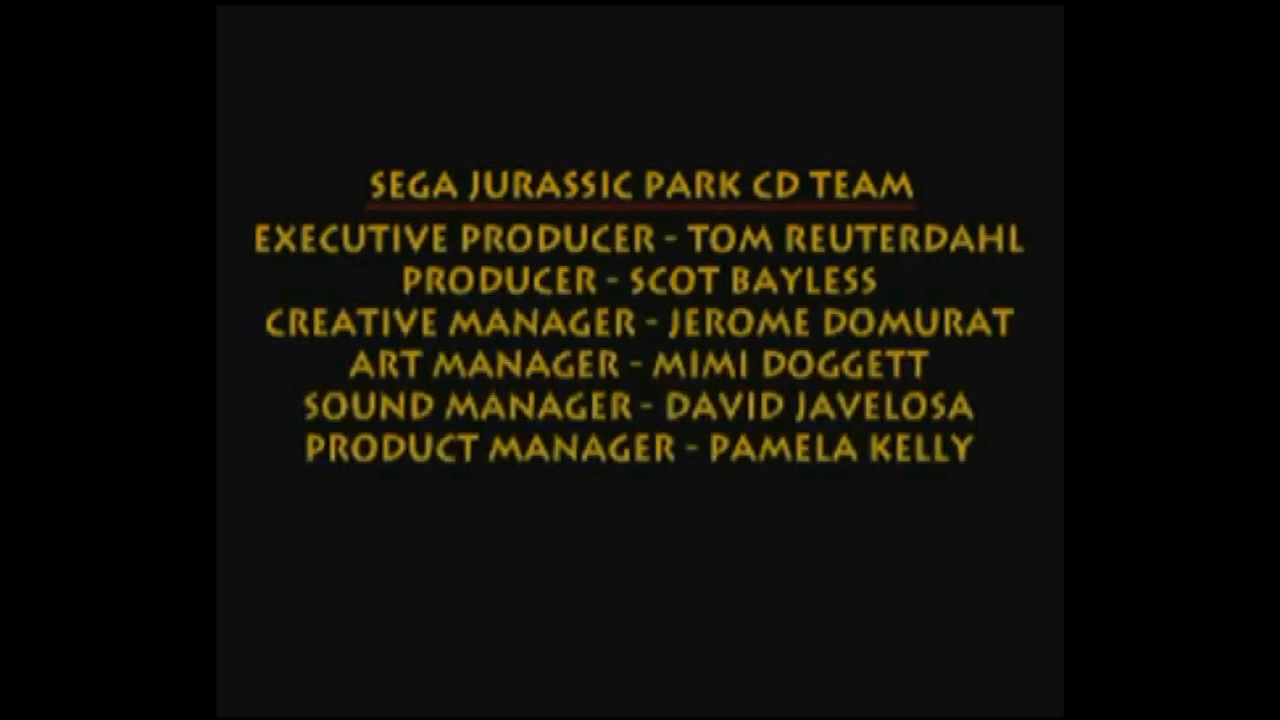 SEGA JURASSIC PARK CD TEAM
EXECUTIVE PRODUCER - TOM REUTERDAHL
PRODUCER - SCOT BAYLESS
CREATIVE MANAGER - JEROME DOMURAT
ART MANAGER - MIMI DOGGETT
SOUND MANAGER - DAVID JAVELOSA
PRODUCT MANAGER - PAMELA KELLY